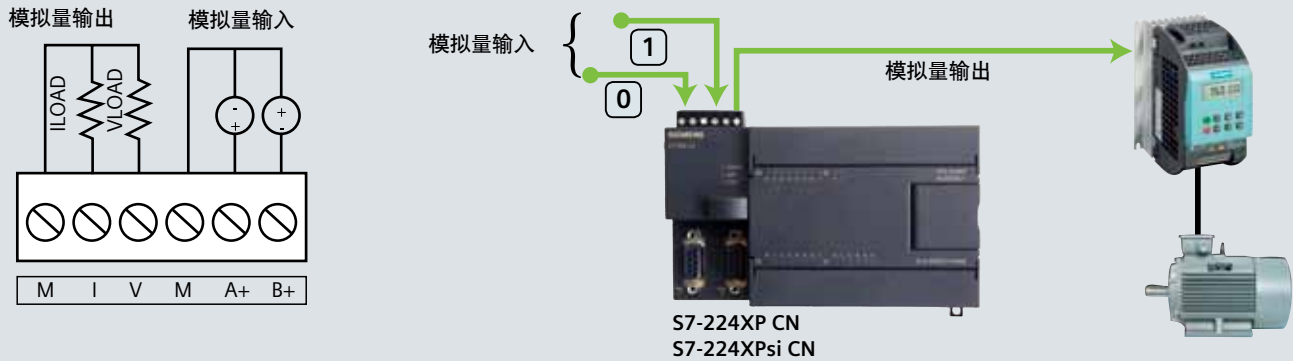 模拟量输出
模拟量输入
ILOAD
VLOAD
M I V M A+ B+
模拟量输入
1
0
模拟量输出
SIEMENS
S7-224XP CN
S7-224XPsi CN